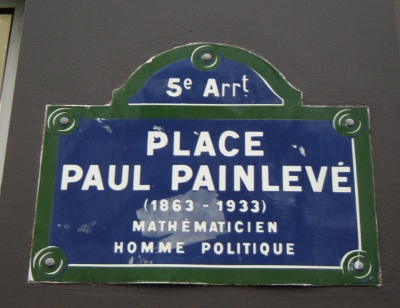 5e Arrt
PLACE
PAUL PAINLEVÉ
(1863 - 1933)
MATHÉMATICIEN
HOMME POLITIQUE